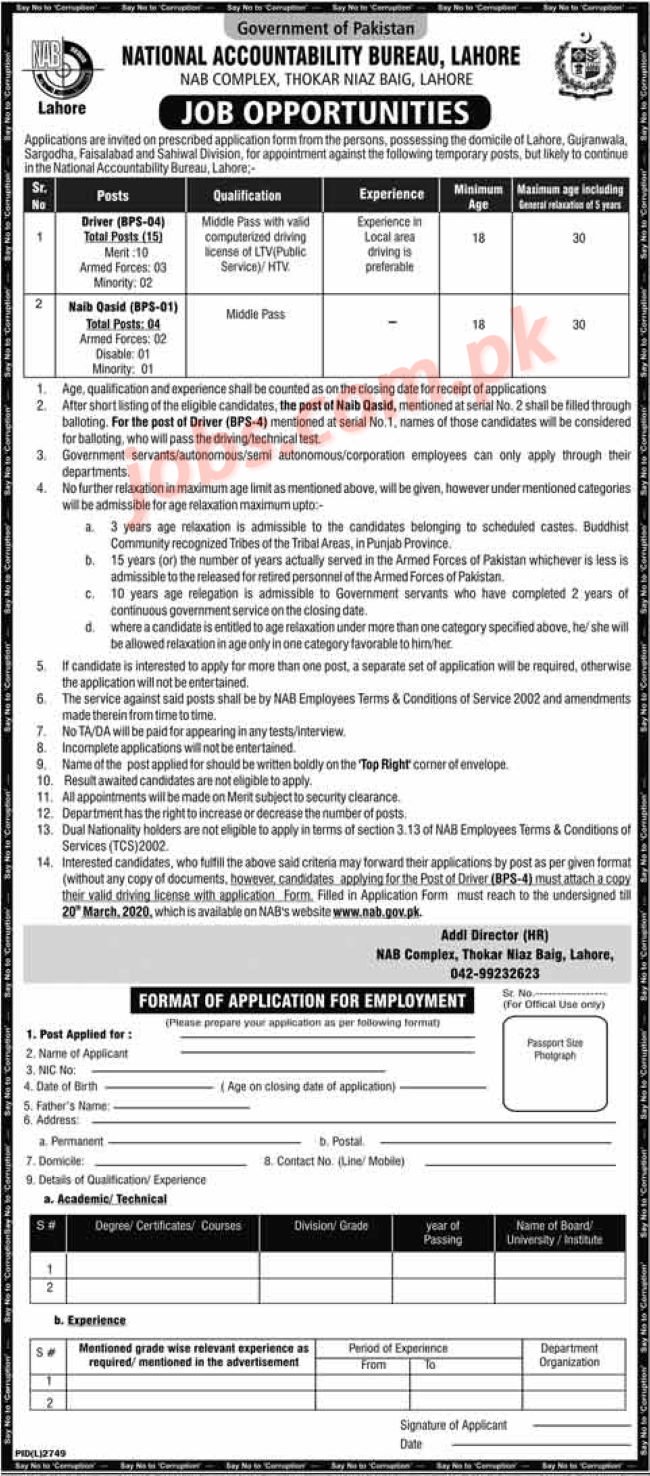 Say No to 'Corruption' — Say No to 'Corruption' — Say No to 'Corruption' — Say No to 'Corruption' — Say No to 'Corruption' — Say No to 'Corruption'
Government of Pakistan
NATIONAL ACCOUNTABILITY BUREAU, LAHORE
NAB COMPLEX, THOKAR NIAZ BAIG, LAHORE
NAB
Lahore
JOB OPPORTUNITIES
Applications are invited on prescribed application form from the persons, possessing the domicile of Lahore, Gujranwala,
Sargodha, Faisalabad and Sahiwal Division, for appointment against the following temporary posts, but likely to continue
in the National Accountability Bureau, Lahore;-
Sr. No Posts Qualification Experience Minimum Age Maximum age including General relaxation of 5 years
1 Driver (BPS-04) Middle Pass with valid Experience in 18 30
Total Posts (15) computerized driving Local area
Merit :10 license of LTV(Public driving is
Armed Forces: 03 Service)/ HTV. preferable
Minority: 02
2 Naib Qasid (BPS-01) Middle Pass – 18 30
Total Posts: 04
Armed Forces: 02
Disable: 01
Minority: 01
1. Age, qualification and experience shall be counted as on the closing date for receipt of applications
2. After short listing of the eligible candidates, the post of Naib Qasid, mentioned at serial No. 2 shall be filled through
balloting. For the post of Driver (BPS-4) mentioned at serial No.1, names of those candidates will be considered
for balloting, who will pass the driving/technical test.
3. Government servants/autonomous/semi autonomous/corporation employees can only apply through their
departments.
4. No further relaxation in maximum age limit as mentioned above, will be given, however under mentioned categories
will be admissible for age relaxation maximum upto:-
a. 3 years age relaxation is admissible to the candidates belonging to scheduled castes. Buddhist
Community recognized Tribes of the Tribal Areas, in Punjab Province.
b. 15 years (or) the number of years actually served in the Armed Forces of Pakistan whichever is less is
admissible to the released for retired personnel of the Armed Forces of Pakistan.
c. 10 years age relegation is admissible to Government servants who have completed 2 years of
continuous government service on the closing date.
d. where a candidate is entitled to age relaxation under more than one category specified above, he/ she will
be allowed relaxation in age only in one category favorable to him/her.
5. If candidate is interested to apply for more than one post, a separate set of application will be required, otherwise
the application will not be entertained.
6. The service against said posts shall be by NAB Employees Terms & Conditions of Service 2002 and amendments
made therein from time to time.
7. No TA/DA will be paid for appearing in any tests/interview.
8. Incomplete applications will not be entertained.
9. Name of the post applied for should be written boldly on the 'Top Right' corner of envelope.
10. Result awaited candidates are not eligible to apply.
11. All appointments will be made on Merit subject to security clearance.
12. Department has the right to increase or decrease the number of posts.
13. Dual Nationality holders are not eligible to apply in terms of section 3.13 of NAB Employees Terms & Conditions of
Services (TCS)2002.
14. Interested candidates, who fulfill the above said criteria may forward their applications by post as per given format
(without any copy of documents, however, candidates applying for the Post of Driver (BPS-4) must attach a copy
their valid driving license with application Form. Filled in Application Form must reach to the undersigned till
20th March, 2020, which is available on NAB's website www.nab.gov.pk.
jobs.com.pk
Addl Director (HR)
NAB Complex, Thokar Niaz Baig, Lahore,
042-99232623
FORMAT OF APPLICATION FOR EMPLOYMENT
(Please prepare your application as per following format)
Sr. No.
(For Offical Use only)
Passport Size
Photograph
1. Post Applied for :
2. Name of Applicant
3. NIC No:
4. Date of Birth ( Age on closing date of application)
5. Father's Name:
6. Address:
a. Permanent b. Postal.
7. Domicile: 8. Contact No. (Line/ Mobile)
9. Details of Qualification/ Experience
a. Academic/ Technical
S # Degree/ Certificates/ Courses Division/ Grade year of Passing Name of Board/ University / Institute
1
2
b. Experience
S # Mentioned grade wise relevant experience as required/ mentioned in the advertisement Period of Experience From To Department Organization
1
2
Signature of Applicant
Date
PID(L)2749
Say No to 'Corruption' — Say No to 'Corruption' — Say No to 'Corruption' — Say No to 'Corruption' — Say No to 'Corruption' — Say No to 'Corruption'